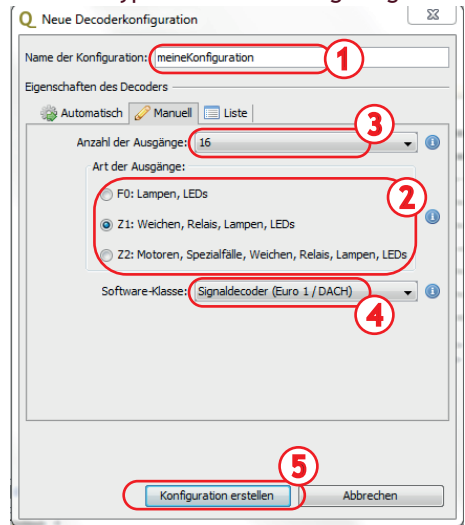 Neue Decoderkonfiguration
Name der Konfiguration: meineKonfiguration
1
Eigenschaften des Decoders
Automatisch Manuell Liste
3
Anzahl der Ausgänge: 16
Art der Ausgänge:
2
F0: Lampen, LEDs
Z1: Weichen, Relais, Lampen, LEDs
Z2: Motoren, Spezialfälle, Weichen, Relais, Lampen, LEDs
Software-Klasse: Signaldecoder (Euro 1 / DACH)
4
5
Konfiguration erstellen Abbrechen